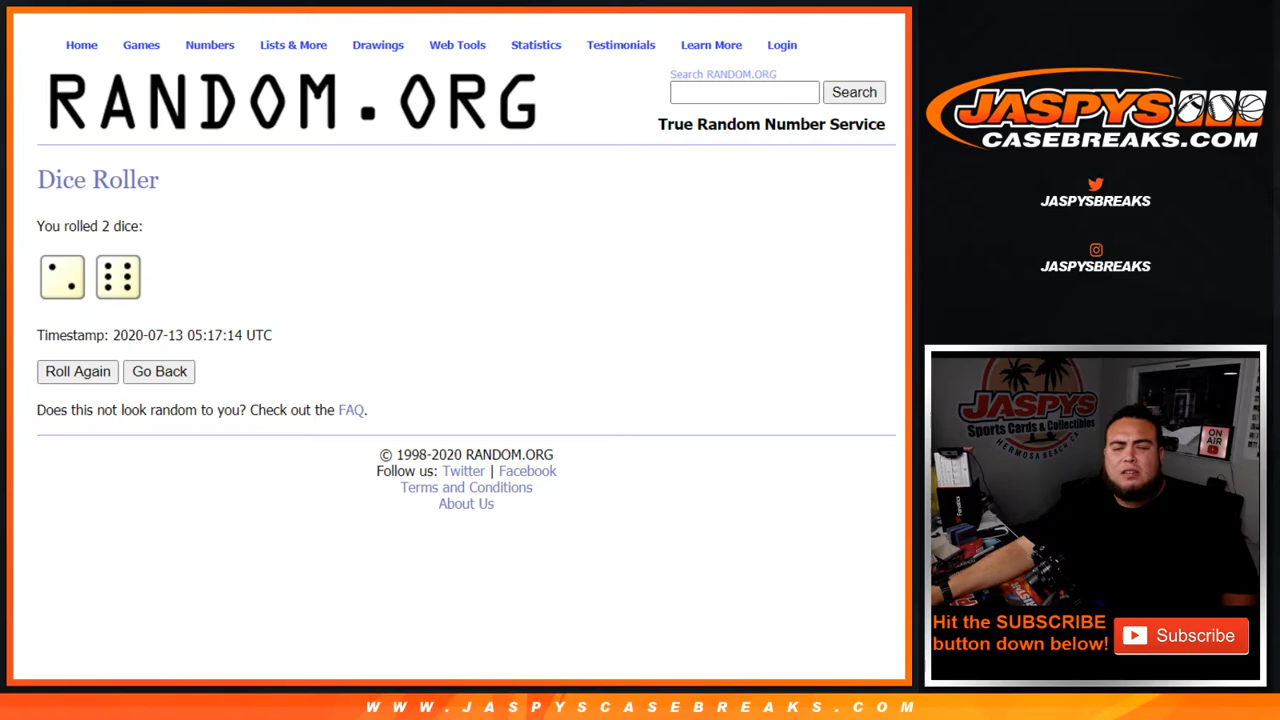 Home Games Numbers Lists & More Drawings Web Tools Statistics Testimonials Learn More Login
RANDOM.ORG
Search RANDOM.ORG
Search
True Random Number Service
Dice Roller
You rolled 2 dice:
Timestamp: 2020-07-13 05:17:14 UTC
Roll Again Go Back
Does this not look random to you? Check out the FAQ.
© 1998-2020 RANDOM.ORG
Follow us: Twitter | Facebook
Terms and Conditions
About Us
JASPYS
CASEBREAKS.COM
JASPYSBREAKS
JASPYSBREAKS
JASPYS
Sports Cards & Collectibles
HERMOSA BEACH, CA
ON
AIR
Fanatics
Hit the SUBSCRIBE
button down below!
Subscribe
WWW.JASPYSCASEBREAKS.COM